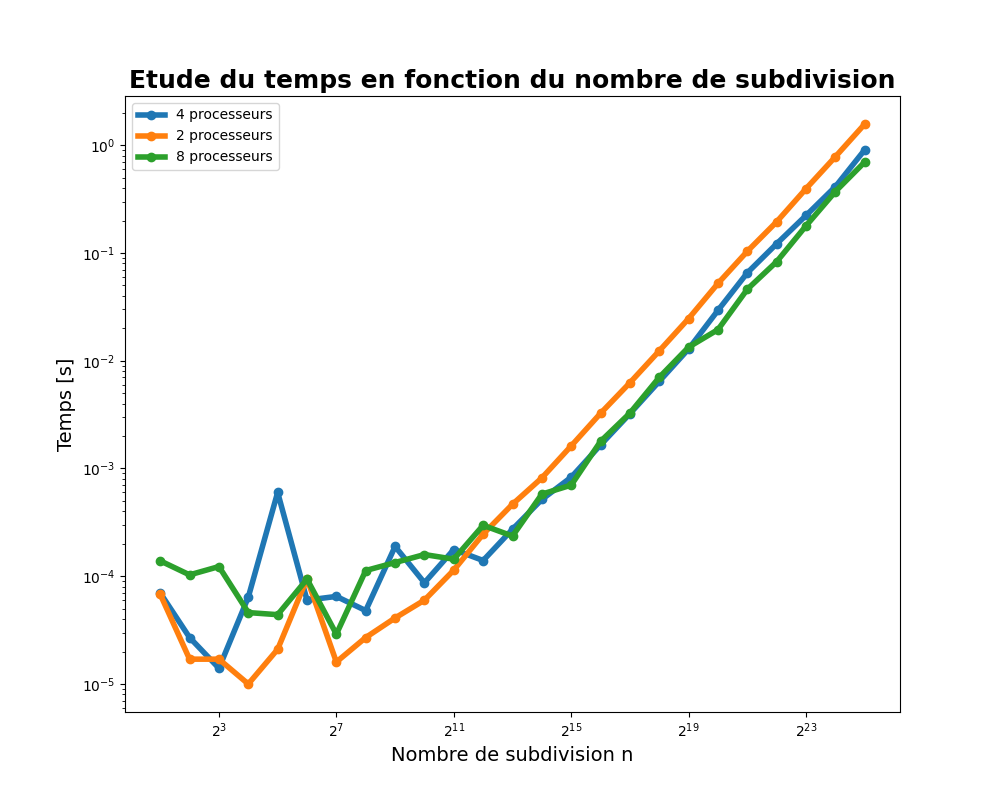 Etude du temps en fonction du nombre de subdivision
4 processeurs
2 processeurs
8 processeurs
10⁰
10⁻¹
10⁻²
10⁻³
10⁻⁴
10⁻⁵
Temps [s]
2³ 2⁷ 2¹¹ 2¹⁵ 2¹⁹ 2²³
Nombre de subdivision n